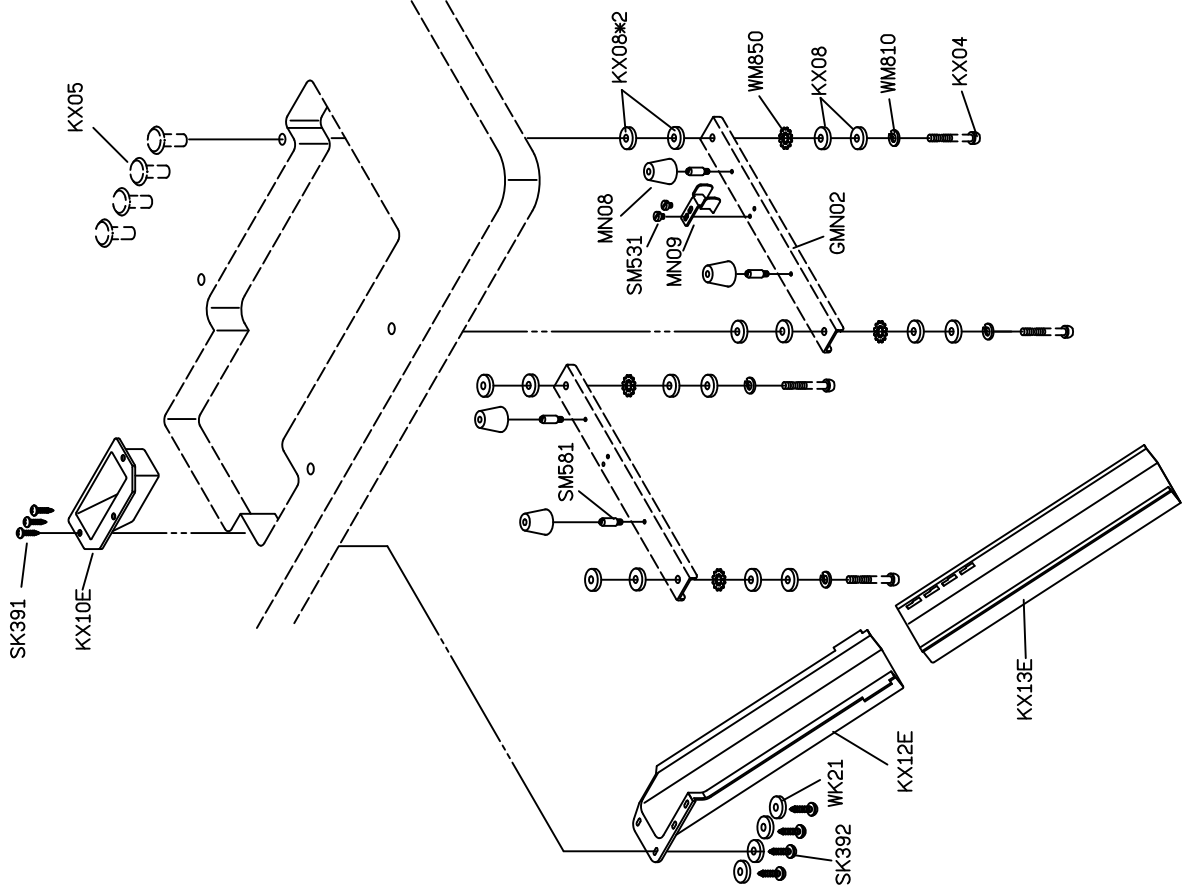 KX05
KX08*2
WM850
KX08
WM810
KX04
MN08
SM531
MN09
GMN02
SM581
SK391
KX10E
KX13E
KX12E
WK21
SK392